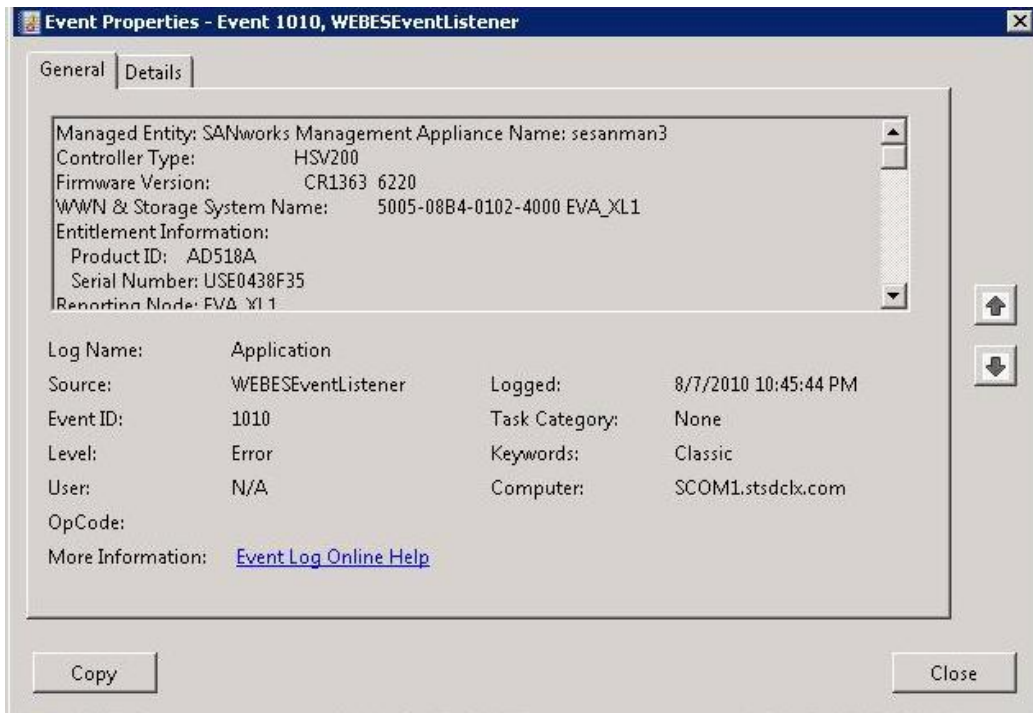 Event Properties - Event 1010, WEBESEventListener
General
Details
Managed Entity: SANworks Management Appliance Name: sesanman3
Controller Type: HSV200
Firmware Version: CR1363 6220
WWN & Storage System Name: 5005-08B4-0102-4000 EVA_XL1
Entitlement Information:
Product ID: AD518A
Serial Number: USE0438F35
Reporting Node: EVA_XL1
Log Name: Application
Source: WEBESEventListener Logged: 8/7/2010 10:45:44 PM
Event ID: 1010 Task Category: None
Level: Error Keywords: Classic
User: N/A Computer: SCOM1.stsdclx.com
OpCode:
More Information: Event Log Online Help
Copy
Close